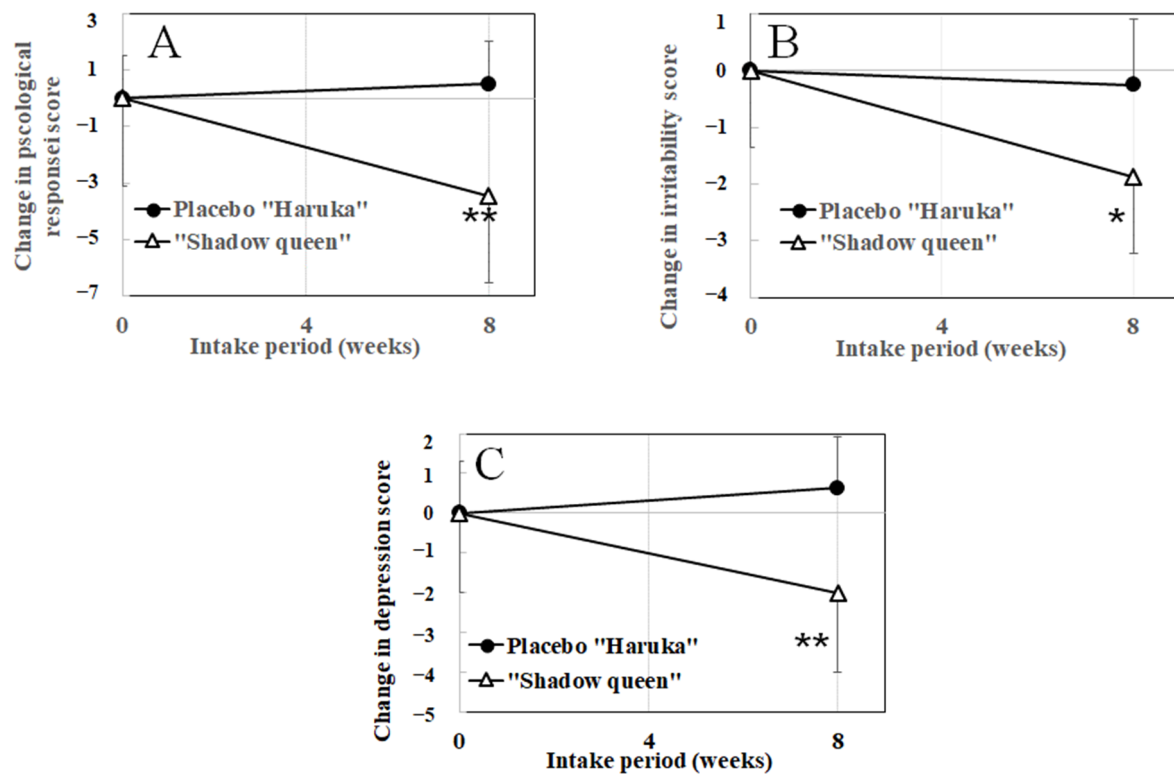 A
Change in pscological
responsei score
3
1
−1
−3
−5
−7
Placebo "Haruka"
"Shadow queen"
**
0
4
8
Intake period (weeks)
B
Change in irritability score
1
0
−1
−2
−3
−4
Placebo "Haruka"
"Shadow queen"
*
0
4
8
Intake period (weeks)
C
Change in depression score
2
1
0
−1
−2
−3
−4
−5
Placebo "Haruka"
"Shadow queen"
**
0
4
8
Intake period (weeks)